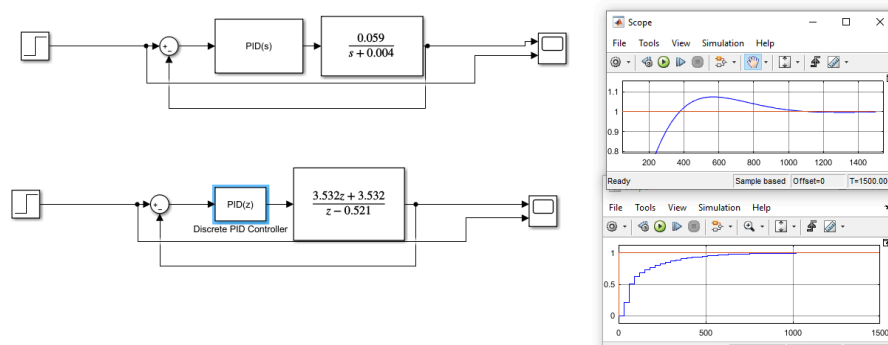 PID(s)
0.059
s + 0.004
Scope
File Tools View Simulation Help
1.1
1
0.9
0.8
200 400 600 800 1000 1200 1400
Ready Sample based Offset=0 T=1500.00
PID(z)
3.532z + 3.532
z − 0.521
Discrete PID Controller
File Tools View Simulation Help
1
0.5
0
0 500 1000 1500